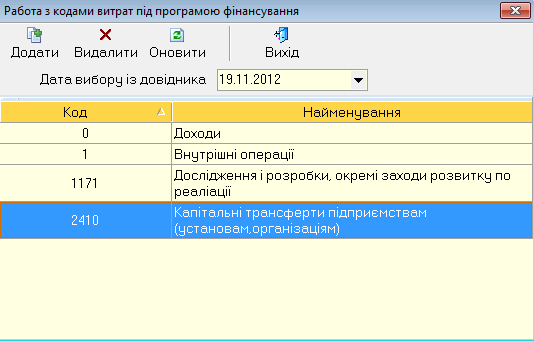 Работа з кодами витрат під програмою фінансування
Додати Видалити Оновити Вихід
Дата вибору із довідника 19.11.2012
Код Найменування
0 Доходи
1 Внутрішні операції
1171 Дослідження і розробки, окремі заходи розвитку по
реаліації
2410 Капітальні трансферти підприємствам
(установам,організаціям)